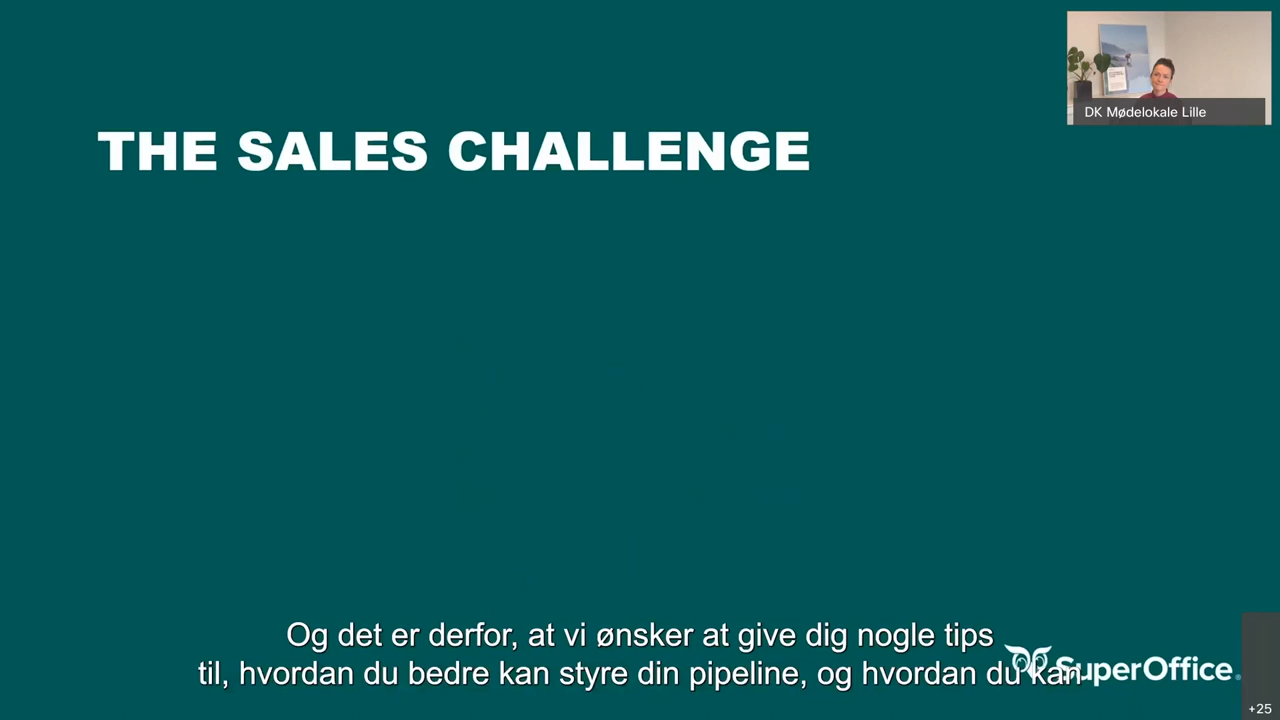 THE SALES CHALLENGE
DK Mødelokale Lille
Og det er derfor, at vi ønsker at give dig nogle tips
til, hvordan du bedre kan styre din pipeline, og hvordan du kan
SuperOffice.
+25